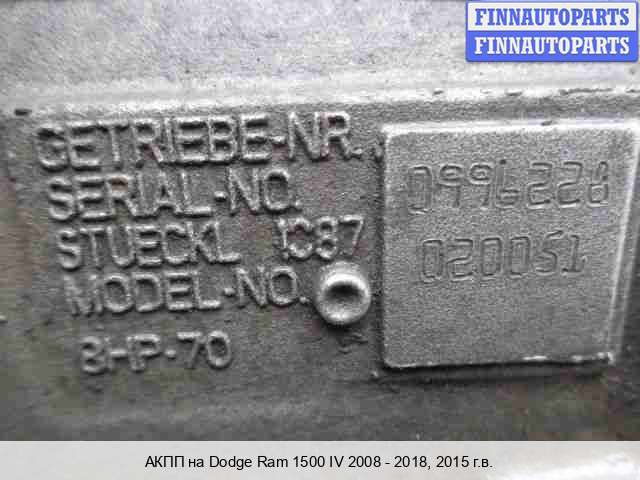 FINNAUTOPARTS
FINNAUTOPARTS
GETRIEBE-NR.
SERIAL-NO.
0996228
STUECKL 1C87
020051
MODEL-NO.
8HP-70
АКПП на Dodge Ram 1500 IV 2008 - 2018, 2015 г.в.